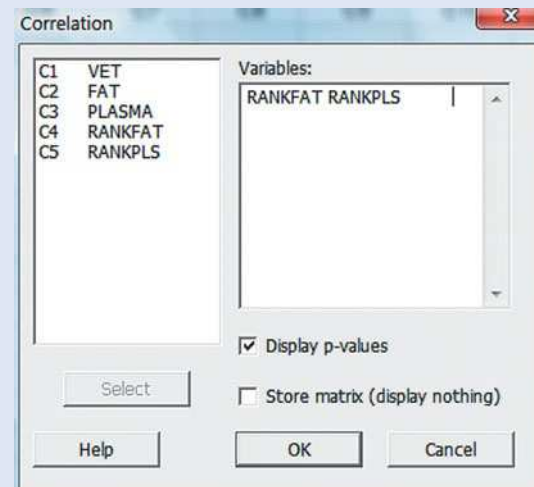 Correlation
C1 VET
C2 FAT
C3 PLASMA
C4 RANKFAT
C5 RANKPLS
Variables:
RANKFAT RANKPLS
Display p-values
Select
Store matrix (display nothing)
Help
OK
Cancel